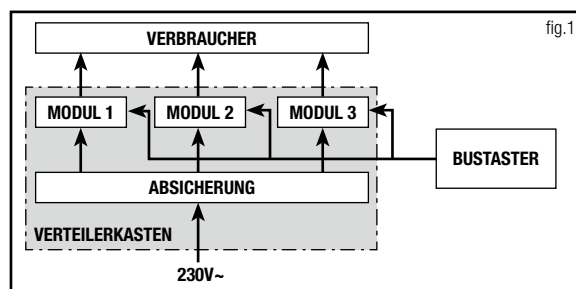 fig.1
VERBRAUCHER
MODUL 1
MODUL 2
MODUL 3
BUSTASTER
ABSICHERUNG
VERTEILERKASTEN
230V~